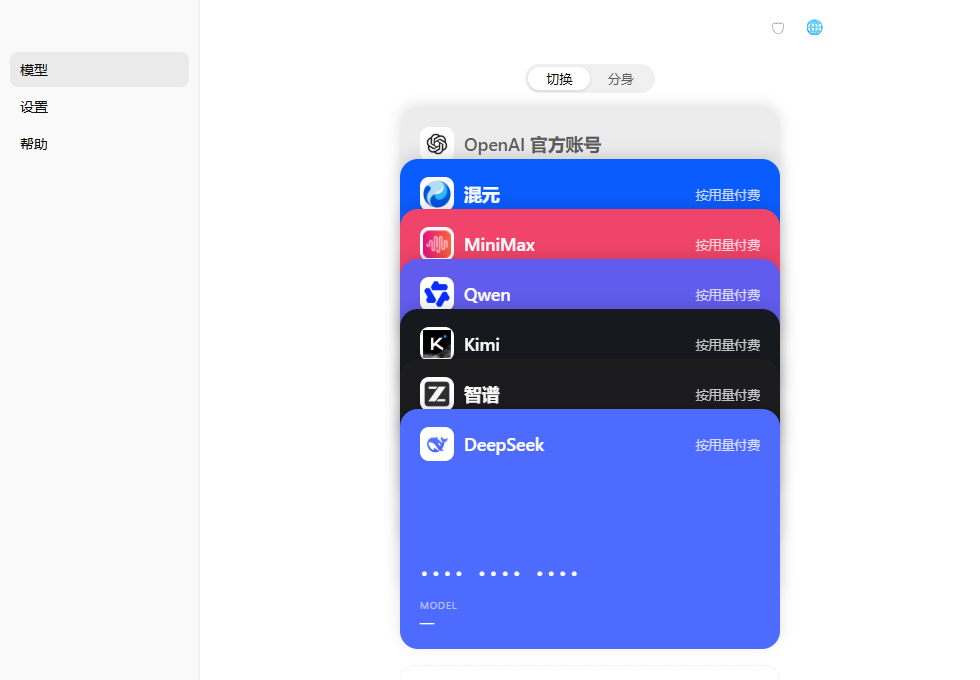 模型
设置
帮助
切换
分身
OpenAI 官方账号
混元
按用量付费
MiniMax
按用量付费
Qwen
按用量付费
Kimi
按用量付费
智谱
按用量付费
DeepSeek
按用量付费
•••• •••• ••••
MODEL
—